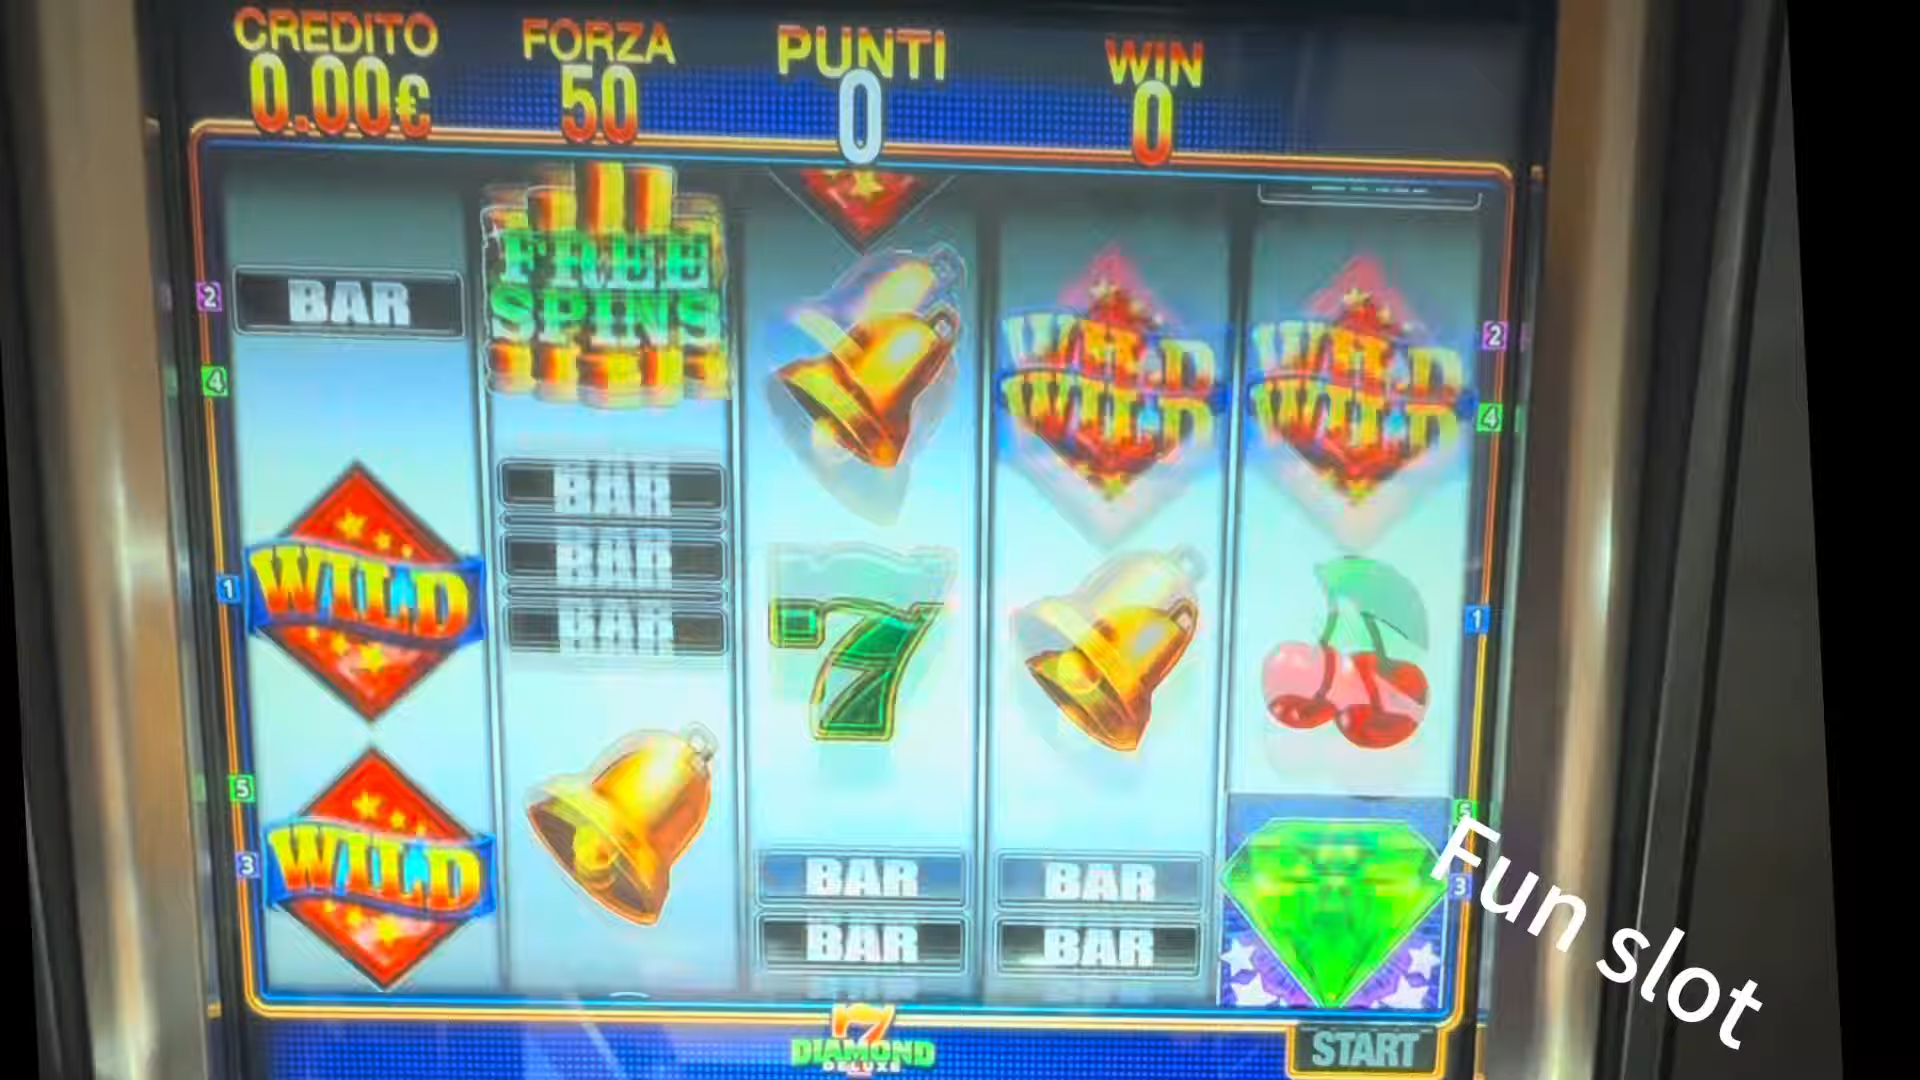 CREDITO FORZA PUNTI WIN
0.00€ 50 0 0
BAR
FREE
SPINS
2 2
4 4
WILD
WILD
WILD
WILD
BAR
BAR
BAR
WILD
1 1
5 5
3 3
WILD
BAR
BAR
BAR
BAR
7
DIAMOND
DELUXE
START
Fun slot